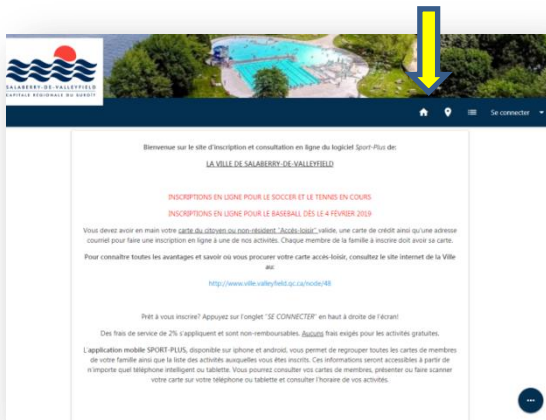 SALABERRY-DE-VALLEYFIELD
CAPITALE RÉGIONALE DU SUROÎT
Se connecter
Bienvenue sur le site d'inscription et consultation en ligne du logiciel Sport-Plus de:
LA VILLE DE SALABERRY-DE-VALLEYFIELD
INSCRIPTIONS EN LIGNE POUR LE SOCCER ET LE TENNIS EN COURS
INSCRIPTIONS EN LIGNE POUR LE BASEBALL DÈS LE 4 FÉVRIER 2019
Vous devez avoir en main votre carte du citoyen ou non-résident "Accès-loisir" valide, une carte de crédit ainsi qu'une adresse
courriel pour faire une inscription en ligne à une de nos activités. Chaque membre de la famille à inscrire doit avoir sa carte.
Pour connaître toutes les avantages et savoir où vous procurer votre carte accès-loisir, consultez le site internet de la Ville
au:
http://www.ville.valleyfield.qc.ca/node/48
Prêt à vous inscrire? Appuyez sur l'onglet "SE CONNECTER" en haut à droite de l'écran!
Des frais de service de 2% s'appliquent et sont non-remboursables. Aucuns frais exigés pour les activités gratuites.
L'application mobile SPORT-PLUS, disponible sur iphone et android, vous permet de regrouper toutes les cartes de membres
de votre famille ainsi que la liste des activités auxquelles vous êtes inscrits. Ces informations seront accessibles à partir de
n'importe quel téléphone intelligent ou tablette. Vous pourrez consulter vos cartes de membres, présenter ou faire scanner
votre carte sur votre téléphone ou tablette et consulter l'horaire de vos activités.